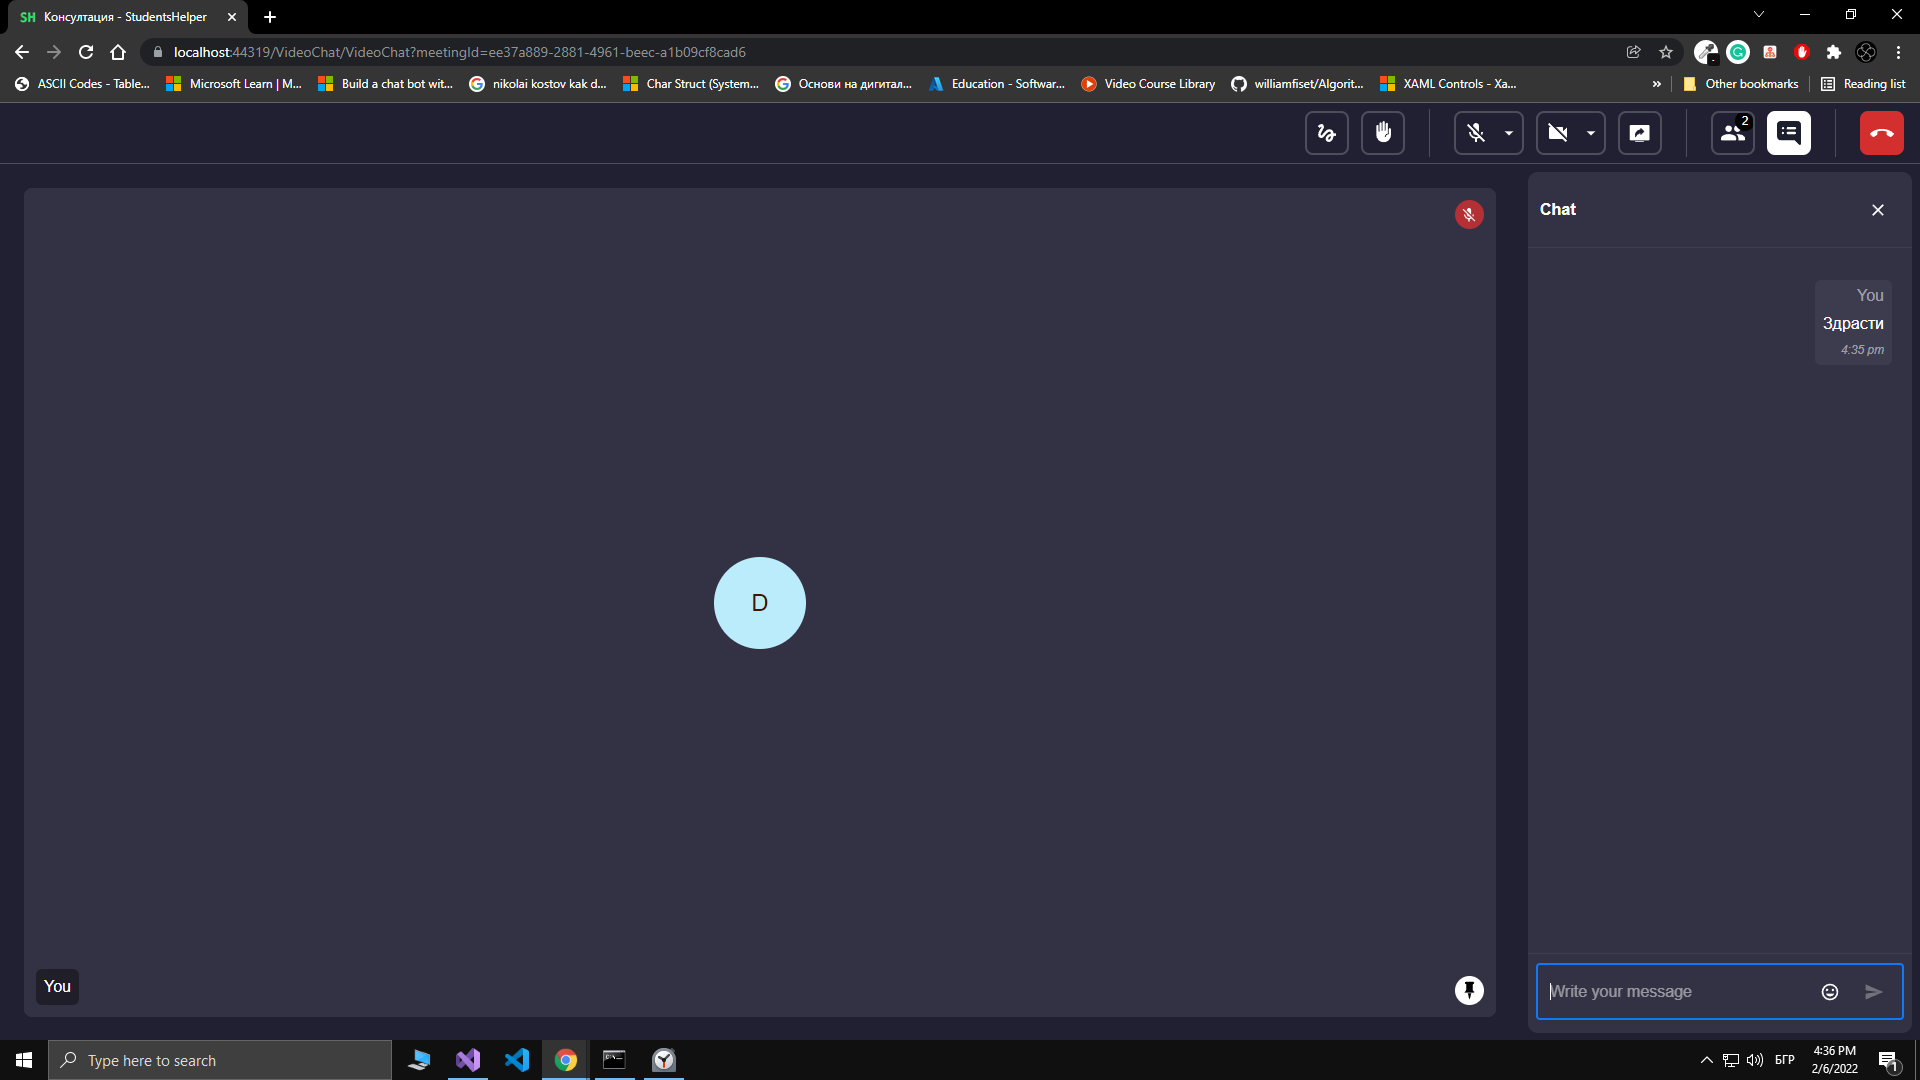 SH Консултация - StudentsHelper
localhost:44319/VideoChat/VideoChat?meetingId=ee37a889-2881-4961-beec-a1b09cf8cad6
ASCII Codes - Table... Microsoft Learn | M... Build a chat bot wit... nikolai kostov kak d... Char Struct (System... Основи на дигитал... Education - Softwar... Video Course Library williamfiset/Algorit... XAML Controls - Xa... » Other bookmarks Reading list
2
Chat
You
Здрасти
4:35 pm
D
You
Write your message
Type here to search
БГР
4:36 PM
2/6/2022
1